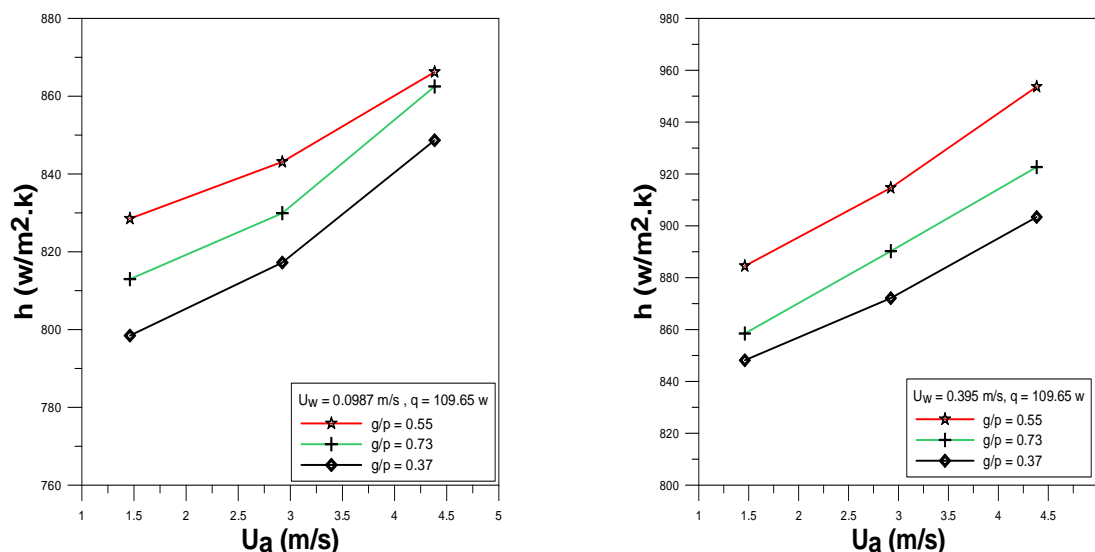 880
860
840
820
800
780
760
h (w/m2.k)
1 1.5 2 2.5 3 3.5 4 4.5 5
Ua (m/s)
Uw = 0.0987 m/s , q = 109.65 w
g/p = 0.55
g/p = 0.73
g/p = 0.37
980
960
940
920
900
880
860
840
820
800
h (w/m2.k)
1 1.5 2 2.5 3 3.5 4 4.5
Ua (m/s)
Uw = 0.395 m/s, q = 109.65 w
g/p = 0.55
g/p = 0.73
g/p = 0.37